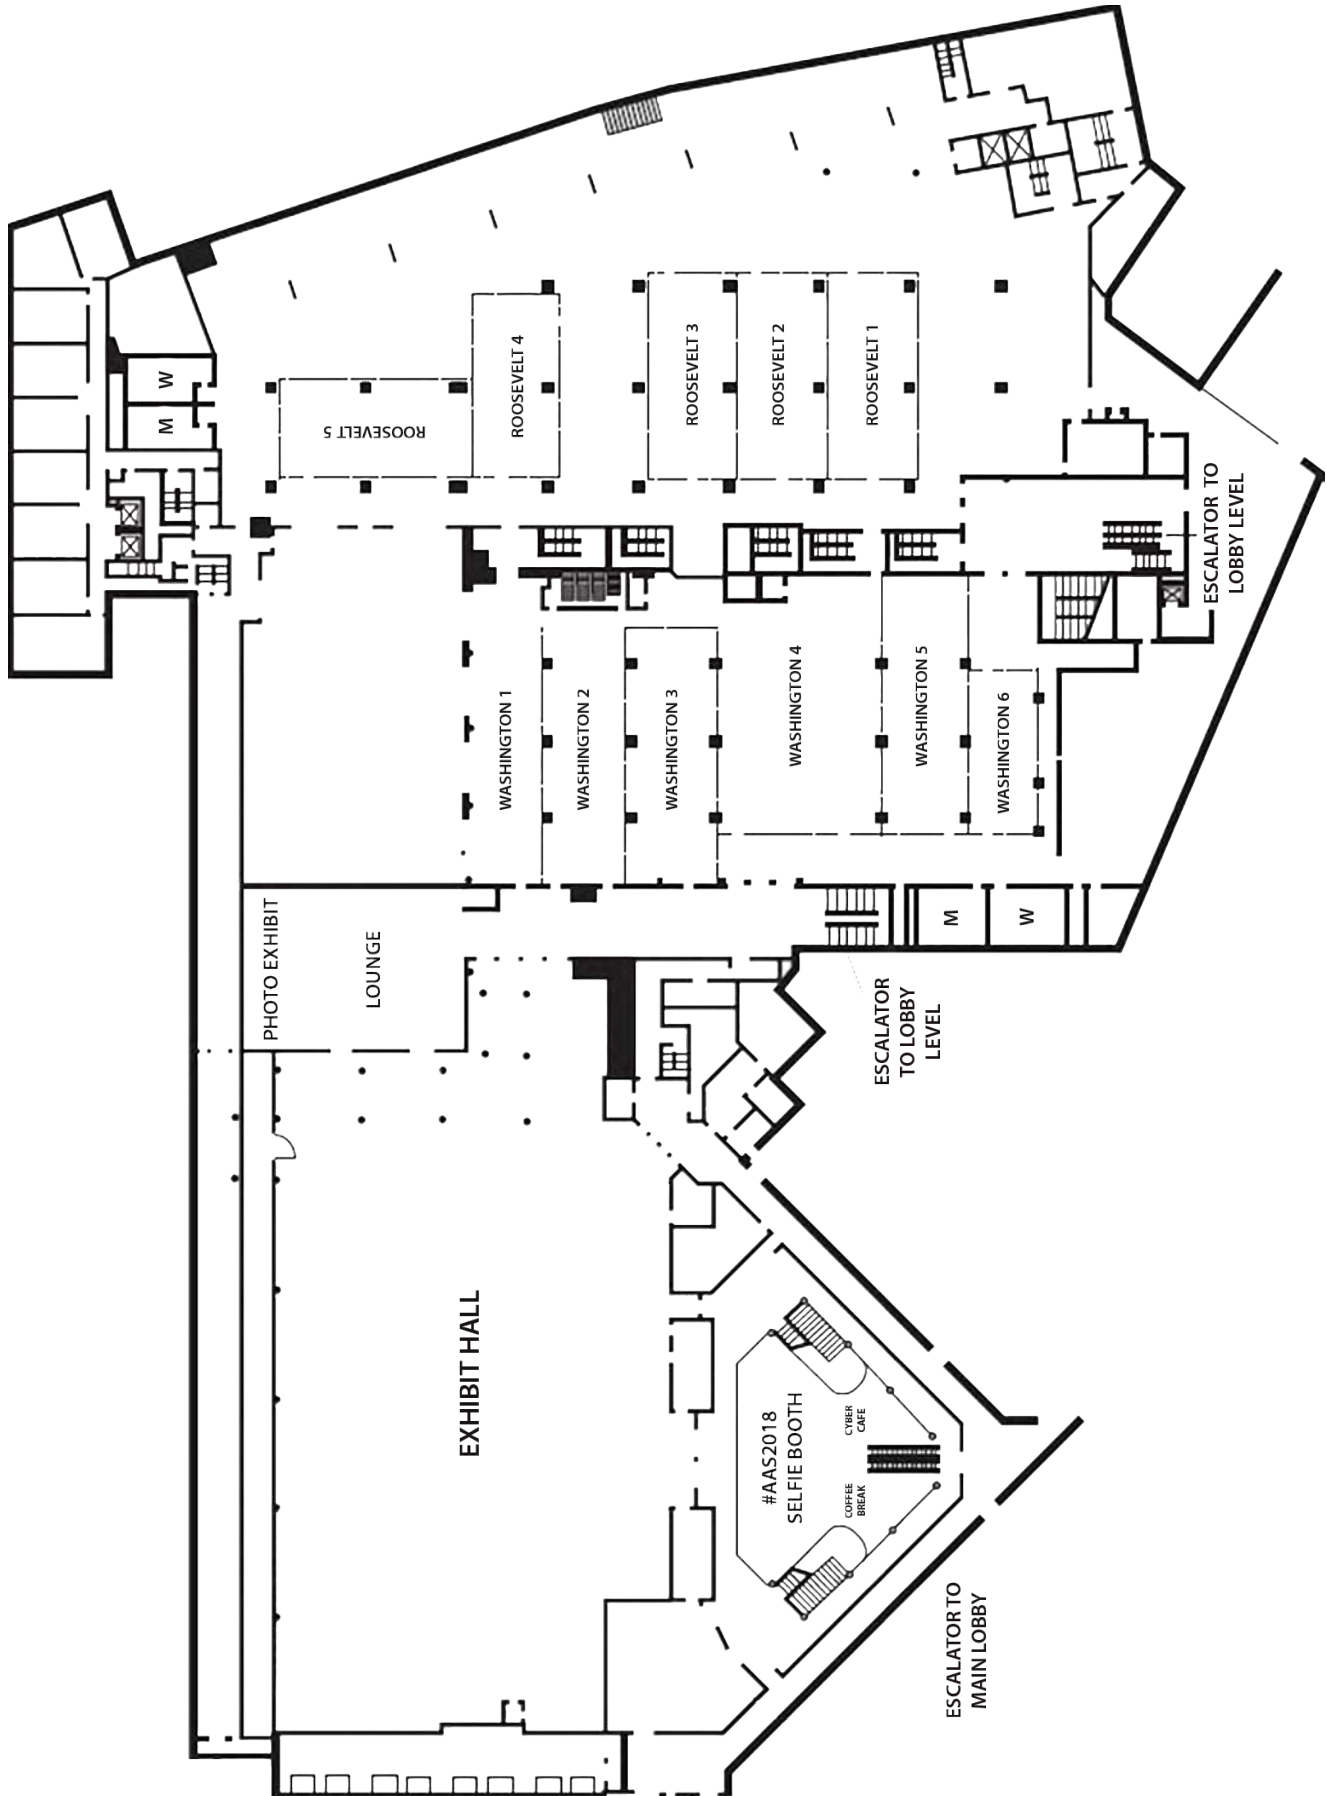 W
M
ROOSEVELT 5
ROOSEVELT 4
ROOSEVELT 3
ROOSEVELT 2
ROOSEVELT 1
ESCALATOR TO
LOBBY LEVEL
WASHINGTON 1
WASHINGTON 2
WASHINGTON 3
WASHINGTON 4
WASHINGTON 5
WASHINGTON 6
PHOTO EXHIBIT
LOUNGE
M
W
ESCALATOR
TO LOBBY
LEVEL
EXHIBIT HALL
#AAS2018
SELFIE BOOTH
CYBER
CAFE
COFFEE
BREAK
ESCALATOR TO
MAIN LOBBY